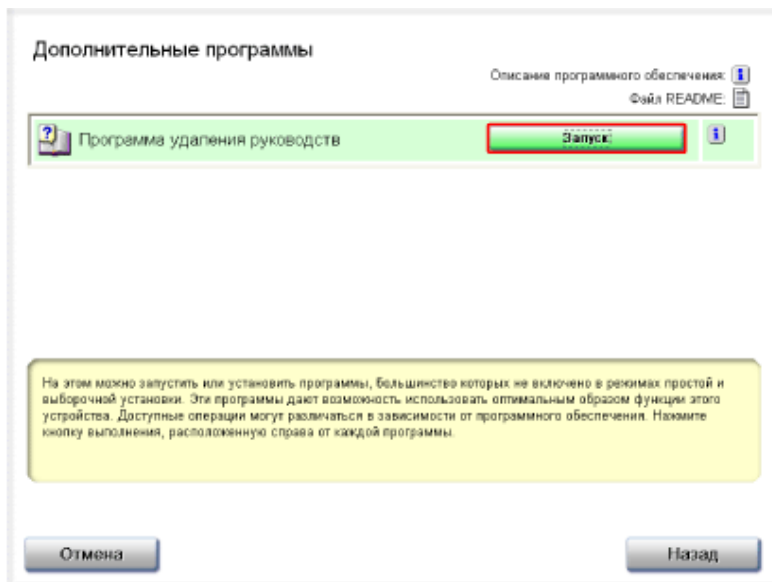 Дополнительные программы
Описание программного обеспечения:
Файл README:
Программа удаления руководств
Запуск
На этом можно запустить или установить программы, большинство которых не включено в режимах простой и
выборочной установки. Эти программы дают возможность использовать оптимальным образом функции этого
устройства. Доступные операции могут различаться в зависимости от программного обеспечения. Нажмите
кнопку выполнения, расположенную справа от каждой программы.
Отмена
Назад